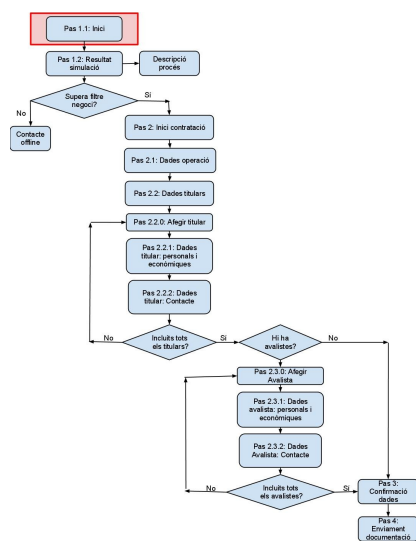 Pas 1.1: Inici
Pas 1.2: Resultat
simulació
Descripció
procés
Supera filtre
negoci?
No
Sí
Contacte
offline
Pas 2: Inici contratació
Pas 2.1: Dades operació
Pas 2.2: Dades titulars
Pas 2.2.0: Afegir titular
Pas 2.2.1: Dades
titular: personals i
econòmiques
Pas 2.2.2: Dades
titular: Contacte
Incluits tots
els titulars?
No
Sí
Hi ha
avalistes?
No
Pas 2.3.0: Afegir
Avalista
Pas 2.3.1: Dades
avalista: personals i
econòmiques
Pas 2.3.2: Dades
Avalista: Contacte
Incluits tots
els avalistes?
No
Sí
Pas 3:
Confirmació
dades
Pas 4:
Enviament
documentació